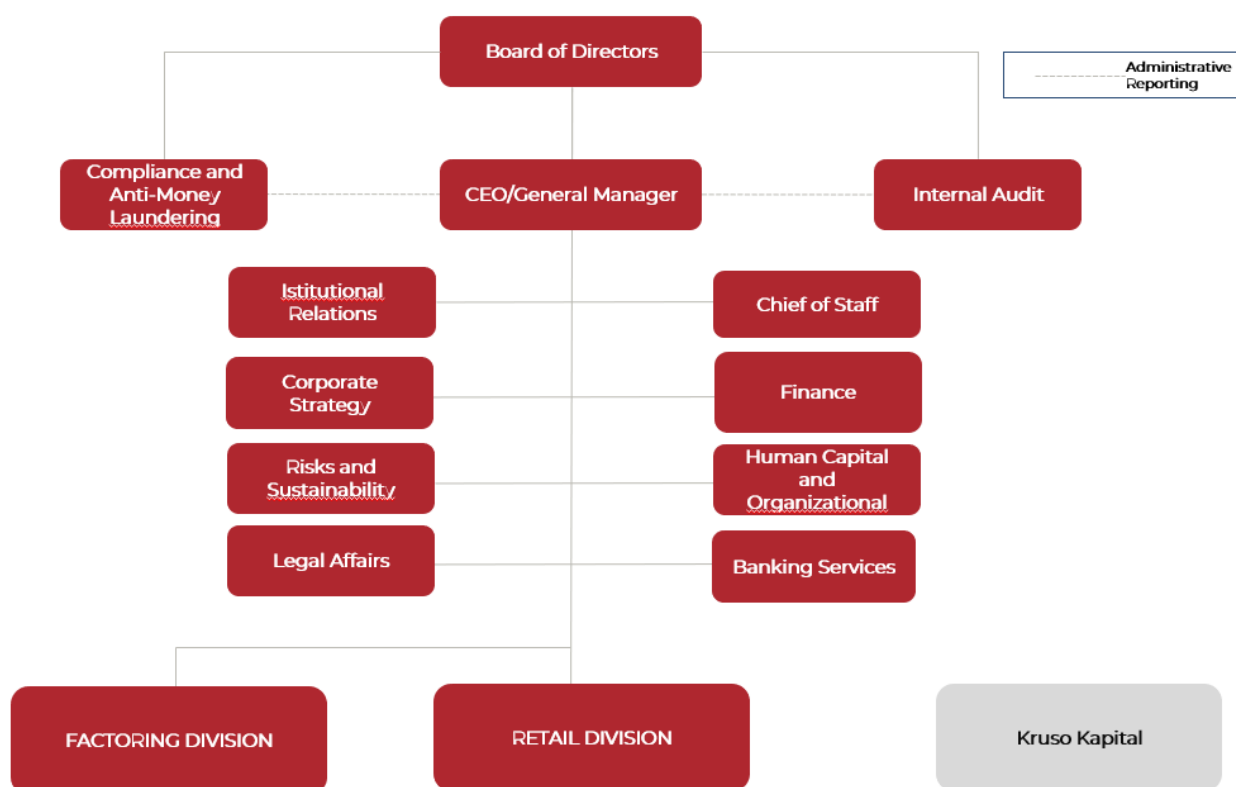 Board of Directors
Administrative
Reporting
Compliance and
Anti-Money
Laundering
CEO/General Manager
Internal Audit
Istitutional
Relations
Chief of Staff
Corporate
Strategy
Finance
Risks and
Sustainability
Human Capital
and
Organizational
Legal Affairs
Banking Services
FACTORING DIVISION
RETAIL DIVISION
Kruso Kapital